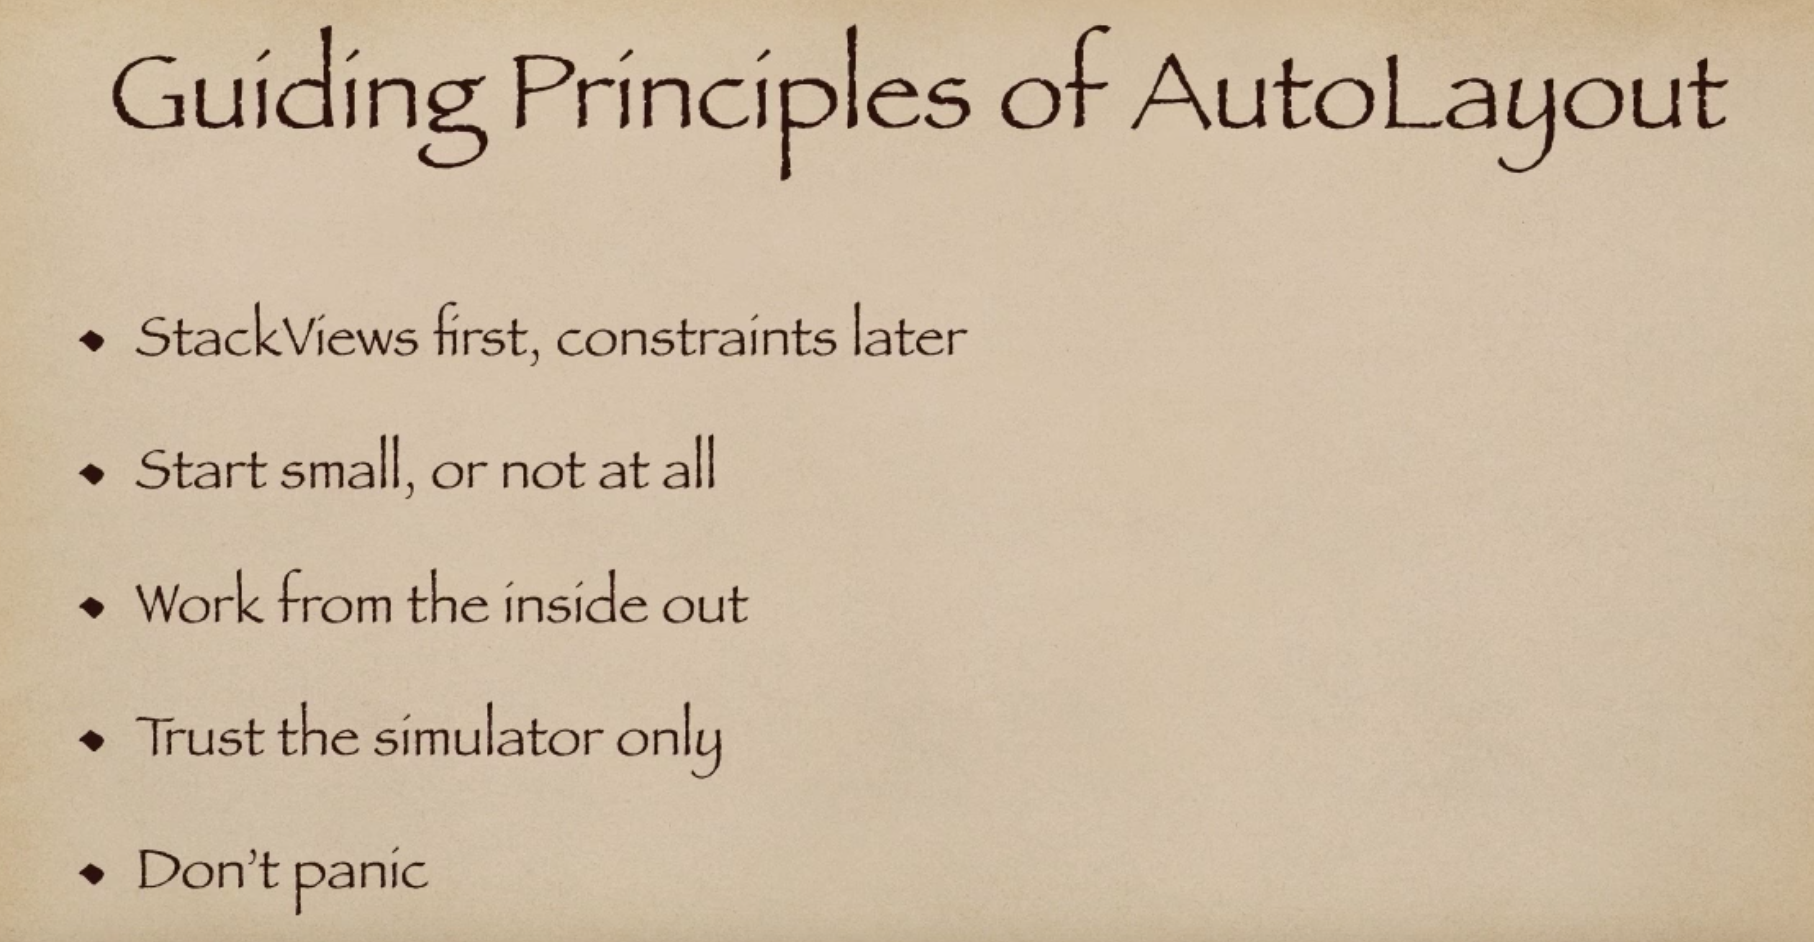 Guiding Principles of AutoLayout
StackViews first, constraints later
Start small, or not at all
Work from the inside out
Trust the simulator only
Don't panic